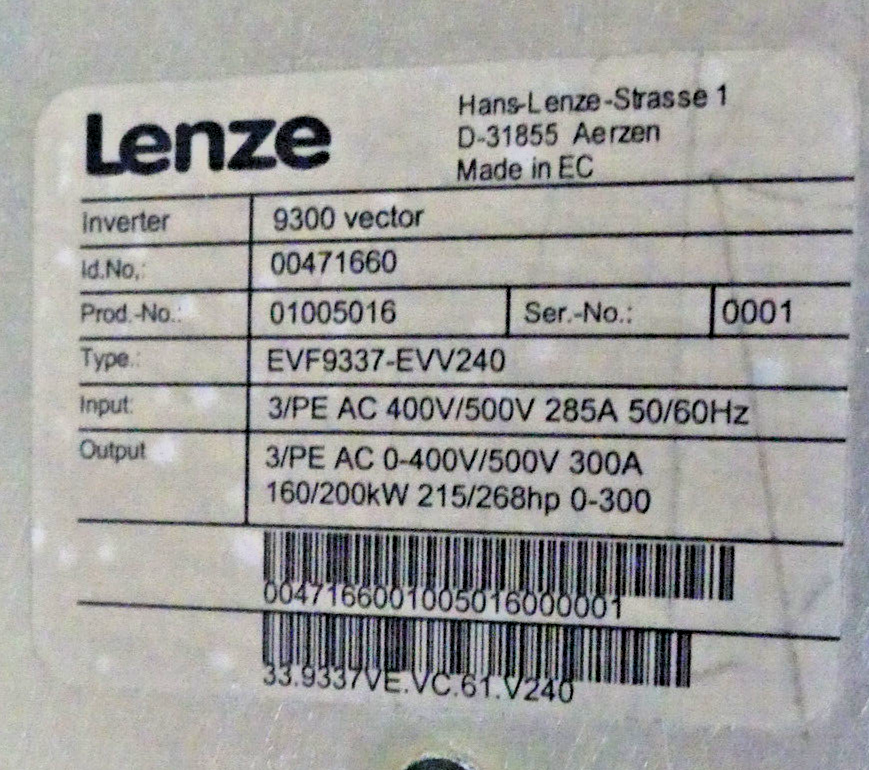 Lenze
Hans-Lenze-Strasse 1
D-31855 Aerzen
Made in EC
Inverter 9300 vector
Id.No.: 00471660
Prod.-No.: 01005016 Ser.-No.: 0001
Type.: EVF9337-EVV240
Input: 3/PE AC 400V/500V 285A 50/60Hz
Output 3/PE AC 0-400V/500V 300A
160/200kW 215/268hp 0-300
0047166001005016000001
33.9337VE.VC.61.V240